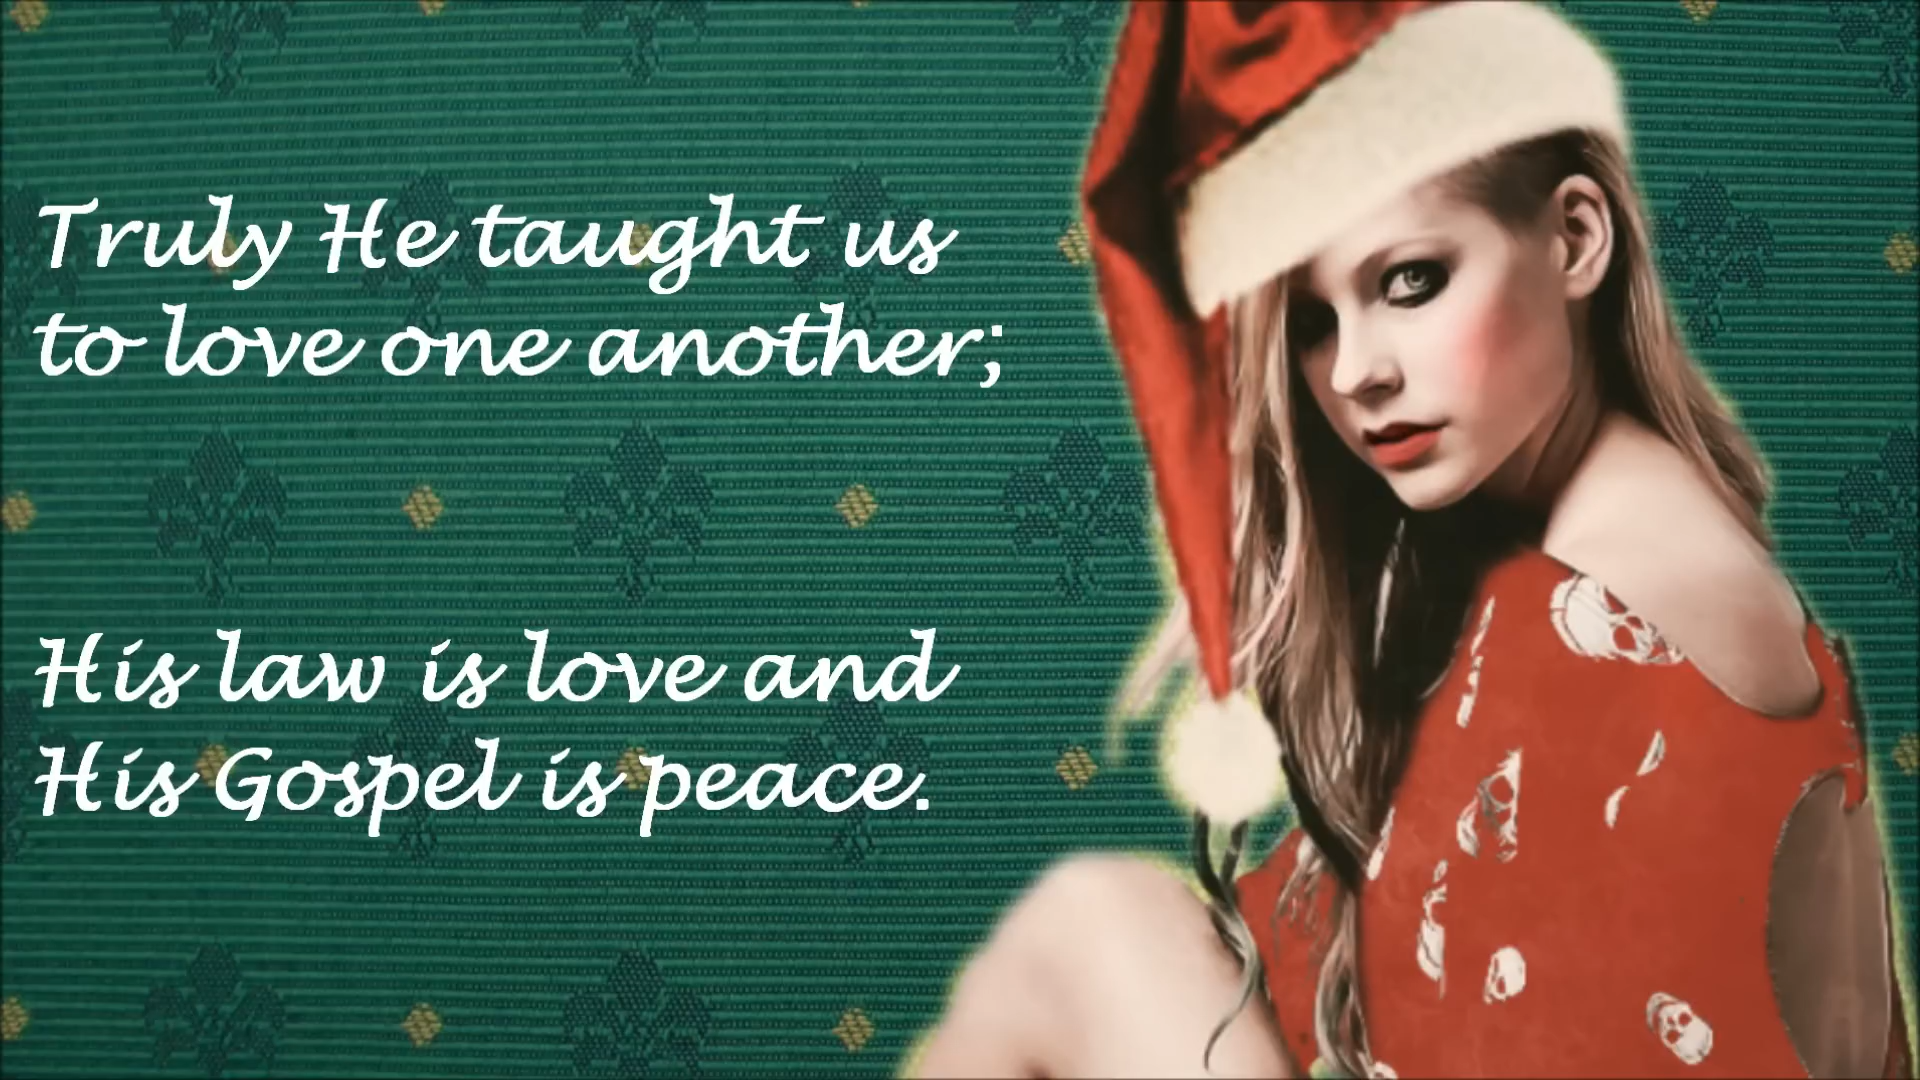 Truly He taught us
to love one another;
His law is love and
His Gospel is peace.